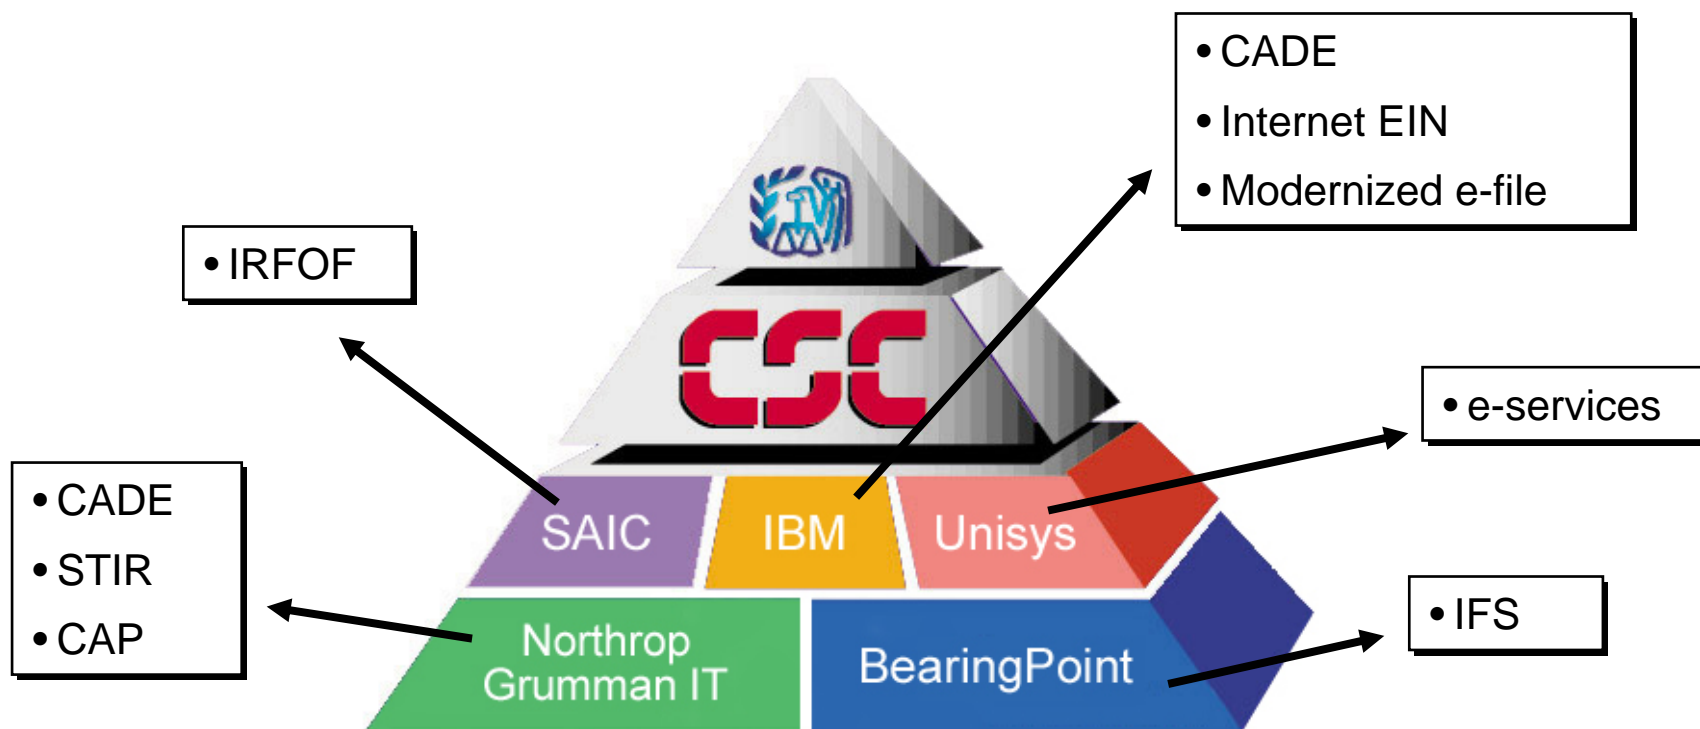 • CADE
• Internet EIN
• Modernized e-file
• IRFOF
CSC
• e-services
• CADE
• STIR
• CAP
SAIC
IBM
Unisys
• IFS
Northrop
Grumman IT
BearingPoint